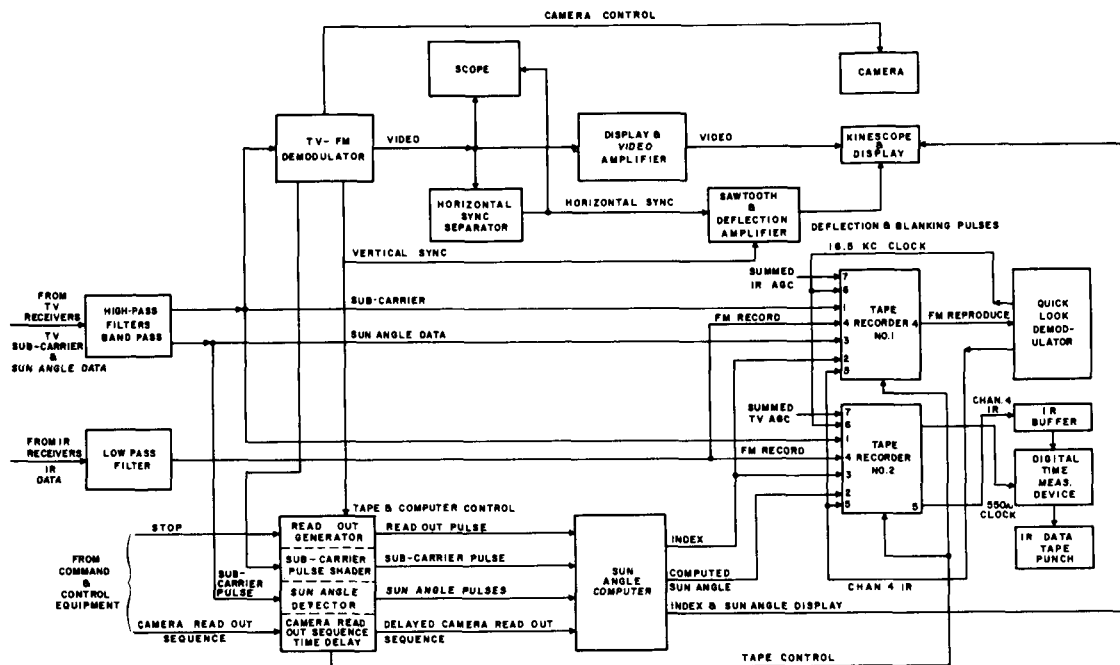 CAMERA CONTROL
SCOPE
CAMERA
TV-FM
DEMODULATOR
VIDEO
DISPLAY &
VIDEO
AMPLIFIER
VIDEO
KINESCOPE
&
DISPLAY
HORIZONTAL
SYNC
SEPARATOR
HORIZONTAL SYNC
SAWTOOTH
&
DEFLECTION
AMPLIFIER
DEFLECTION & BLANKING PULSES
VERTICAL SYNC
16.5 KC CLOCK
FROM
TV
RECEIVERS
TV
SUB-CARRIER
&
SUN ANGLE DATA
HIGH-PASS
FILTERS
BAND PASS
SUB-CARRIER
SUN ANGLE DATA
SUMMED
IR AGC
FM RECORD
7
6
1
4
3
2
5
TAPE
RECORDER
NO.1
4
FM REPRODUCE
QUICK
LOOK
DEMOD-
ULATOR
SUMMED
TV AGC
7
6
1
4
3
2
5
TAPE
RECORDER
NO.2
5
CHAN. 4
IR
IR
BUFFER
DIGITAL
TIME
MEAS.
DEVICE
CLOCK
IR DATA
TAPE
PUNCH
FROM IR
RECEIVERS
IR
DATA
LOW PASS
FILTER
FM RECORD
TAPE & COMPUTER CONTROL
STOP
READ OUT
GENERATOR
READ OUT PULSE
FROM
COMMAND
&
CONTROL
EQUIPMENT
SUB-
CARRIER
PULSE
SUB-CARRIER
PULSE SHADER
SUB-CARRIER PULSE
SUN ANGLE
DETECTOR
SUN ANGLE PULSES
CAMERA READ OUT
SEQUENCE
CAMERA READ
OUT SEQUENCE
TIME DELAY
DELAYED CAMERA READ OUT
SEQUENCE
SUN
ANGLE
COMPUTER
INDEX
COMPUTED
SUN ANGLE
INDEX & SUN ANGLE DISPLAY
CHAN 4 IR
TAPE CONTROL